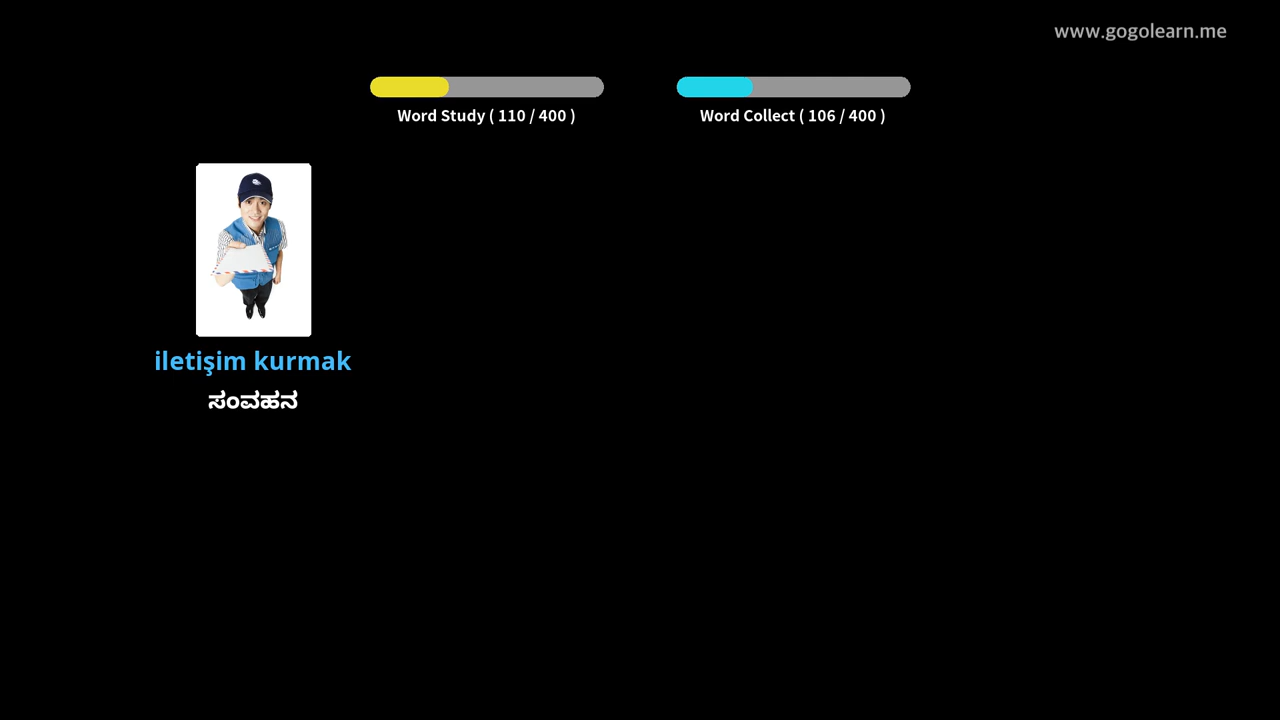 www.gogolearn.me
Word Study ( 110 / 400 )
Word Collect ( 106 / 400 )
iletişim kurmak
ಸಂವಹನ